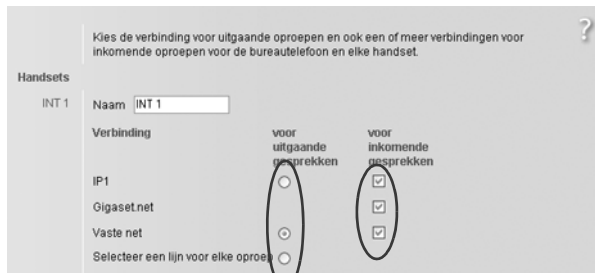 Kies de verbinding voor uitgaande oproepen en ook een of meer verbindingen voor
inkomende oproepen voor de bureautelefoon en elke handset.
?
Handsets
INT 1
Naam INT 1
Verbinding
voor
uitgaande
gesprekken
voor
inkomende
gesprekken
IP1
Gigaset.net
Vaste net
Selecteer een lijn voor elke oproep